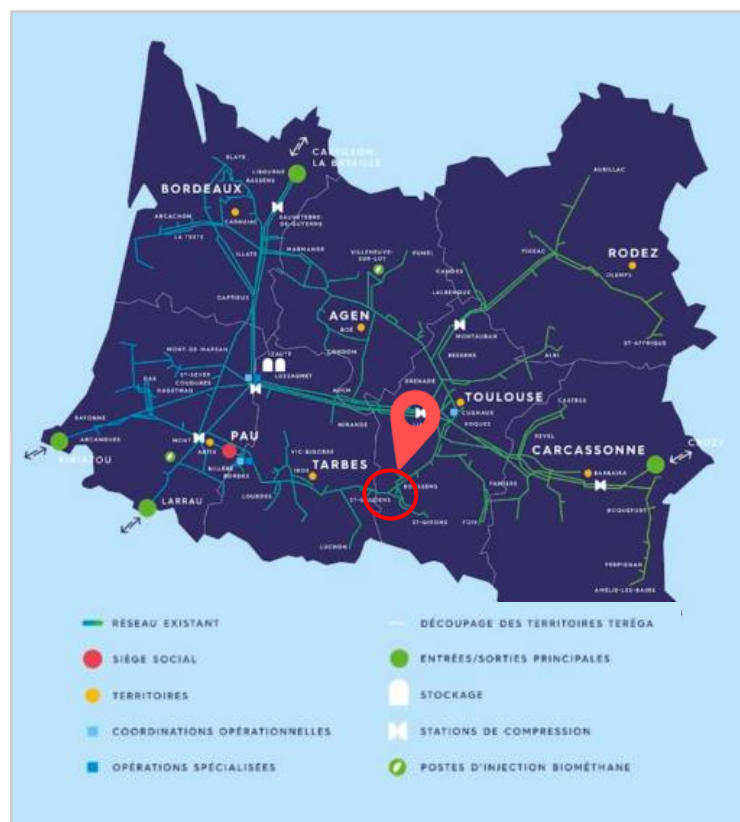 CASTILLON
LA BATAILLE
BLAYE
LIBOURNE
BASSENS
BORDEAUX
ARCACHON
LA TESTE
SAUVETERRE-
DE-GUYENNE
ILLATS
MARMANDE
VILLENEUVE-
SUR-LOT
FUMEL
CAHORS
LALBENQUE
FIGEAC
AURILLAC
RODEZ
OLEMPS
ST-AFFRIQUE
CAPTIEUX
AGEN
BOÉ
CONDOM
MONTAUBAN
BESSENS
ALBI
MONT-DE-MARSAN
IZAUTE
ST-SEVER
LUSSAGNET
COUDURES
DAX
HAGETMAU
AUCH
GRENADE
TOULOUSE
CUGNAUX
ROQUES
CASTRES
MIRANDE
BAYONNE
ARCANGUES
BIRIATOU
MONT
ARTIX
PAU
VIC-BIGORRE
REVEL
CARCASSONNE
CRUZY
BARBAIRA
BILLÈRE
BORDES
IBOS
TARBES
LARRAU
LOURDES
ST-GAUDENS
BOUSSENS
PAMIERS
ST-GIRONS
FOIX
ROQUEFORT
LUCHON
PERPIGNAN
AMÉLIE-LES-BAINS
RÉSEAU EXISTANT
DÉCOUPAGE DES TERRITOIRES TERÉGA
SIÈGE SOCIAL
ENTRÉES/SORTIES PRINCIPALES
TERRITOIRES
STOCKAGE
COORDINATIONS OPÉRATIONNELLES
STATIONS DE COMPRESSION
OPÉRATIONS SPÉCIALISÉES
POSTES D'INJECTION BIOMÉTHANE